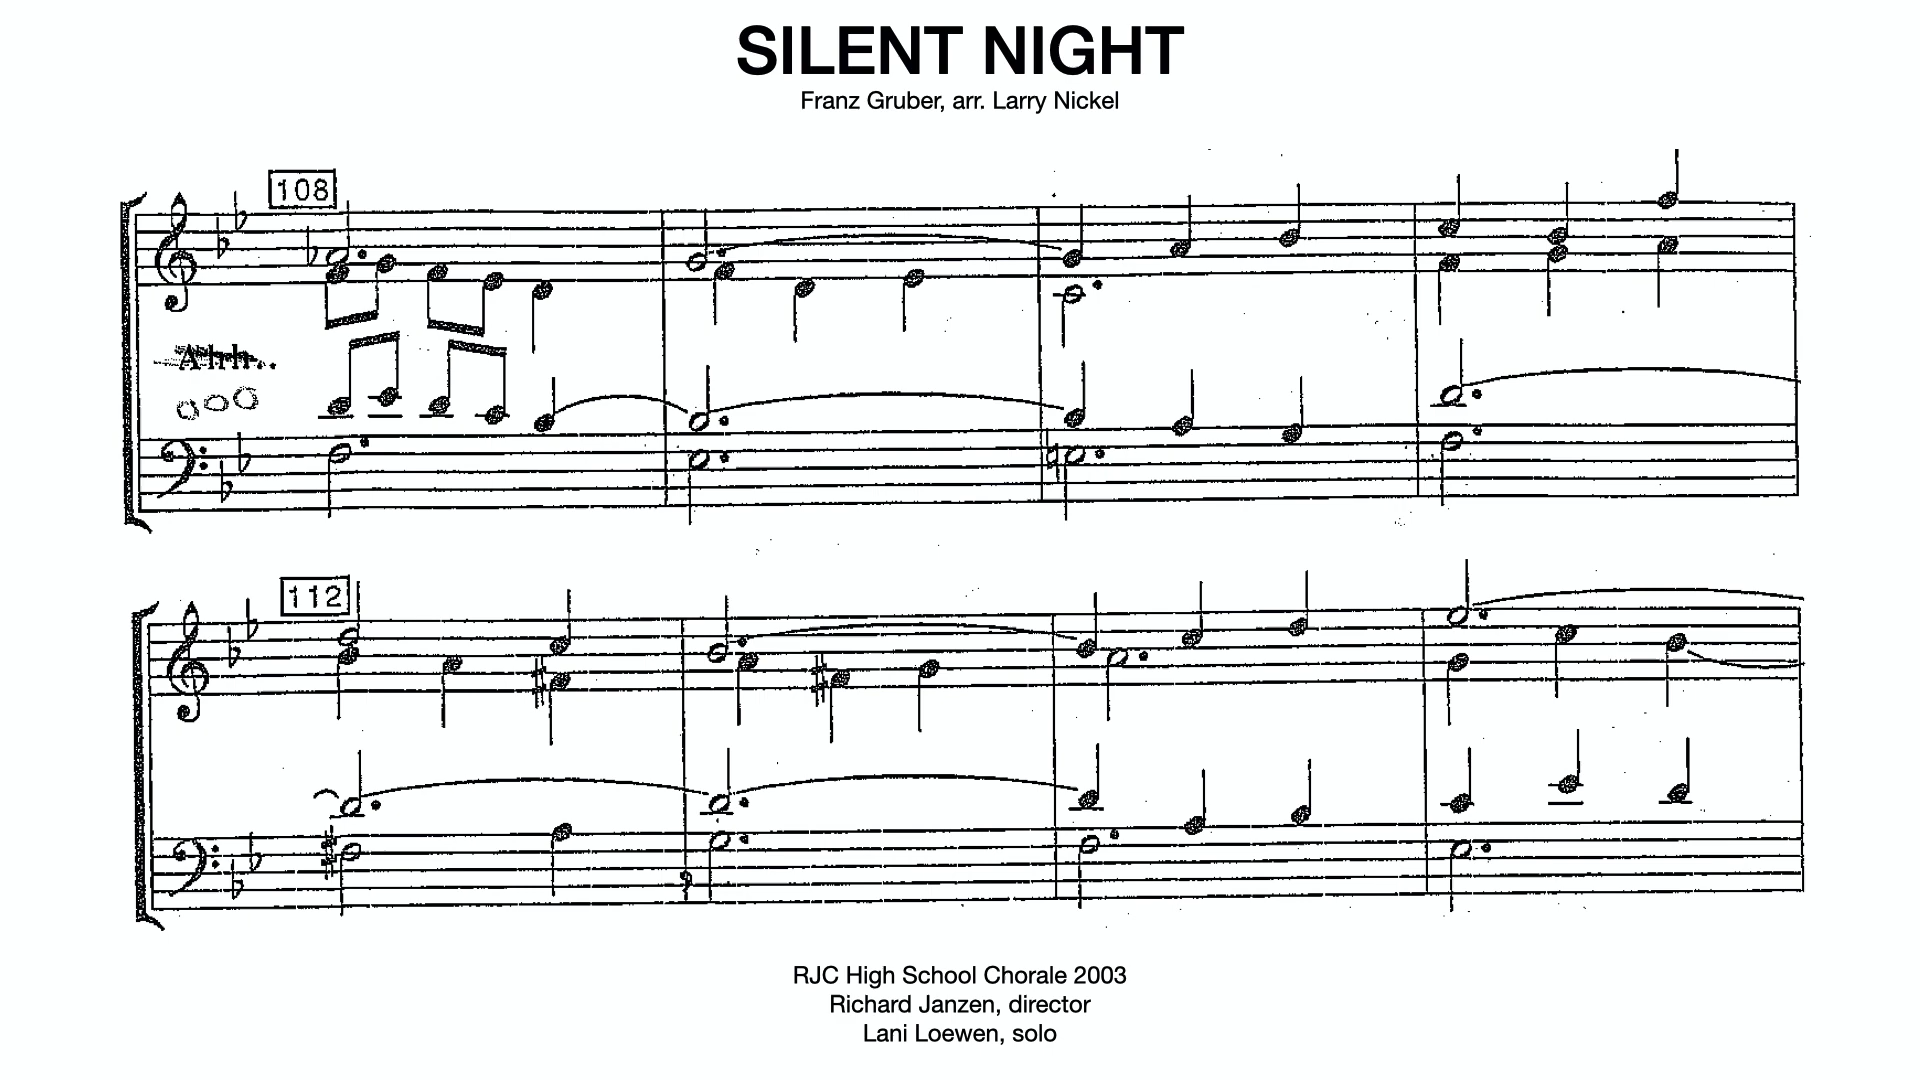 SILENT NIGHT
Franz Gruber, arr. Larry Nickel
108
Ahh..
ooo
112
RJC High School Chorale 2003
Richard Janzen, director
Lani Loewen, solo